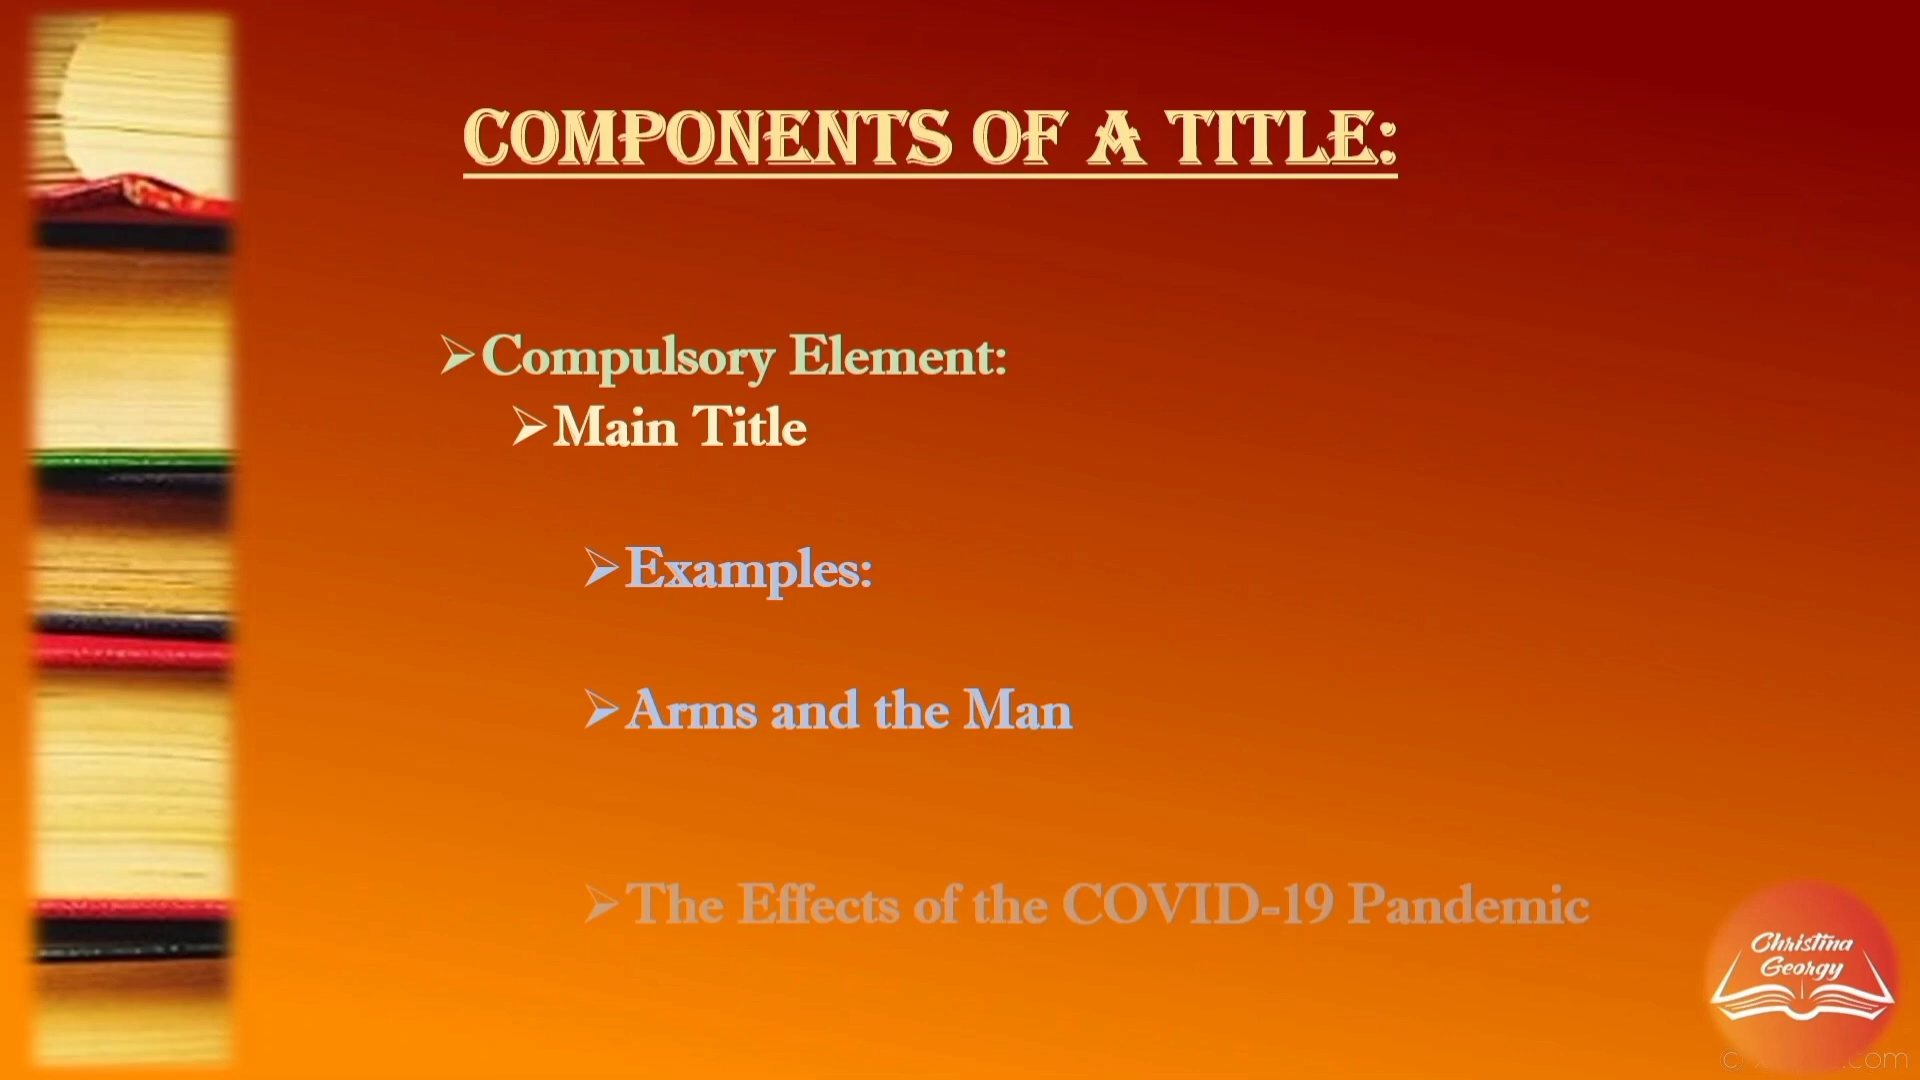 COMPONENTS OF A TITLE:
Compulsory Element:
Main Title
Examples:
Arms and the Man
The Effects of the COVID-19 Pandemic
Christina
Georgy